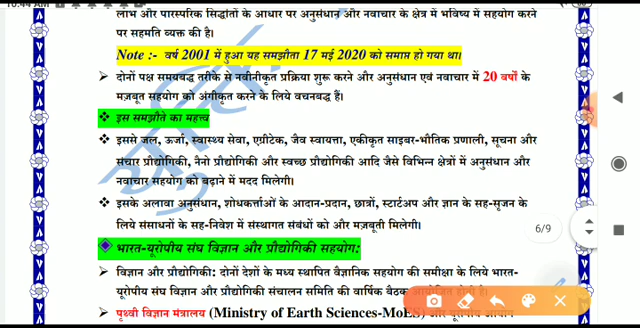 10:44 AM
लाभ और पारस्परिक सिद्धांतों के आधार पर अनुसंधान और नवाचार के क्षेत्र में भविष्य में सहयोग करने
पर सहमति व्यक्त की है।
Note :- वर्ष 2001 में हुआ यह समझौता 17 मई 2020 को समाप्त हो गया था।
➢ दोनों पक्ष समयबद्ध तरीके से नवीनीकृत प्रक्रिया शुरू करने और अनुसंधान एवं नवाचार में 20 वर्षों के
मज़बूत सहयोग को अंगीकृत करने के लिये वचनबद्ध हैं।
❖ इस समझौते का महत्त्व
❖ इससे जल, ऊर्जा, स्वास्थ्य सेवा, एग्रीटेक, जैव स्वायत्ता, एकीकृत साइबर-भौतिक प्रणाली, सूचना और
संचार प्रौद्योगिकी, नैनो प्रौद्योगिकी और स्वच्छ प्रौद्योगिकी आदि जैसे विभिन्न क्षेत्रों में अनुसंधान और
नवाचार सहयोग को बढ़ाने में मदद मिलेगी।
❖ इसके अलावा अनुसंधान, शोधकर्त्ताओं के आदान-प्रदान, छात्रों, स्टार्टअप और ज्ञान के सह-सृजन के
लिये संसाधनों के सह-निवेश में संस्थागत संबंधों को और मज़बूती मिलेगी।
6/9
भारत-यूरोपीय संघ विज्ञान और प्रौद्योगिकी सहयोग:
➢ विज्ञान और प्रौद्योगिकी: दोनों देशों के मध्य स्थापित वैज्ञानिक सहयोग की समीक्षा के लिये भारत-
यूरोपीय संघ विज्ञान और प्रौद्योगिकी संचालन समिति की वार्षिक बैठक
➢ पृथ्वी विज्ञान मंत्रालय (Ministry of Earth Sciences-MoES)